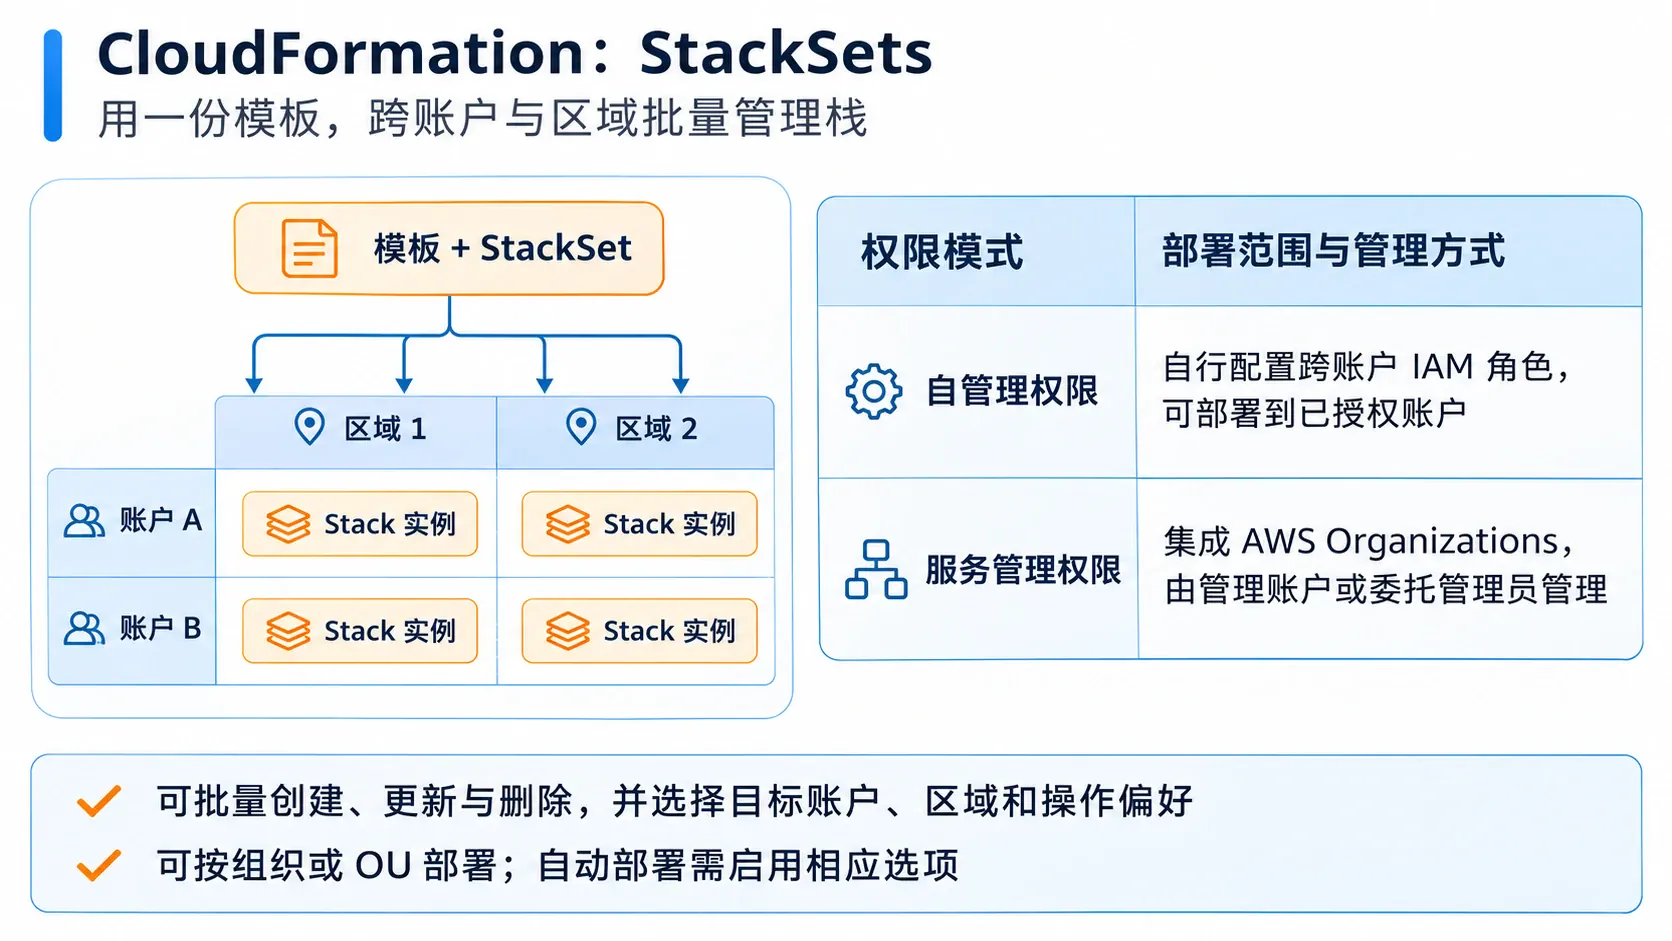 CloudFormation：StackSets
用一份模板，跨账户与区域批量管理栈
模板 + StackSet
区域 1
区域 2
账户 A
Stack 实例
Stack 实例
账户 B
Stack 实例
Stack 实例
权限模式
部署范围与管理方式
自管理权限
自行配置跨账户 IAM 角色，
可部署到已授权账户
服务管理权限
集成 AWS Organizations，
由管理账户或委托管理员管理
可批量创建、更新与删除，并选择目标账户、区域和操作偏好
可按组织或 OU 部署；自动部署需启用相应选项